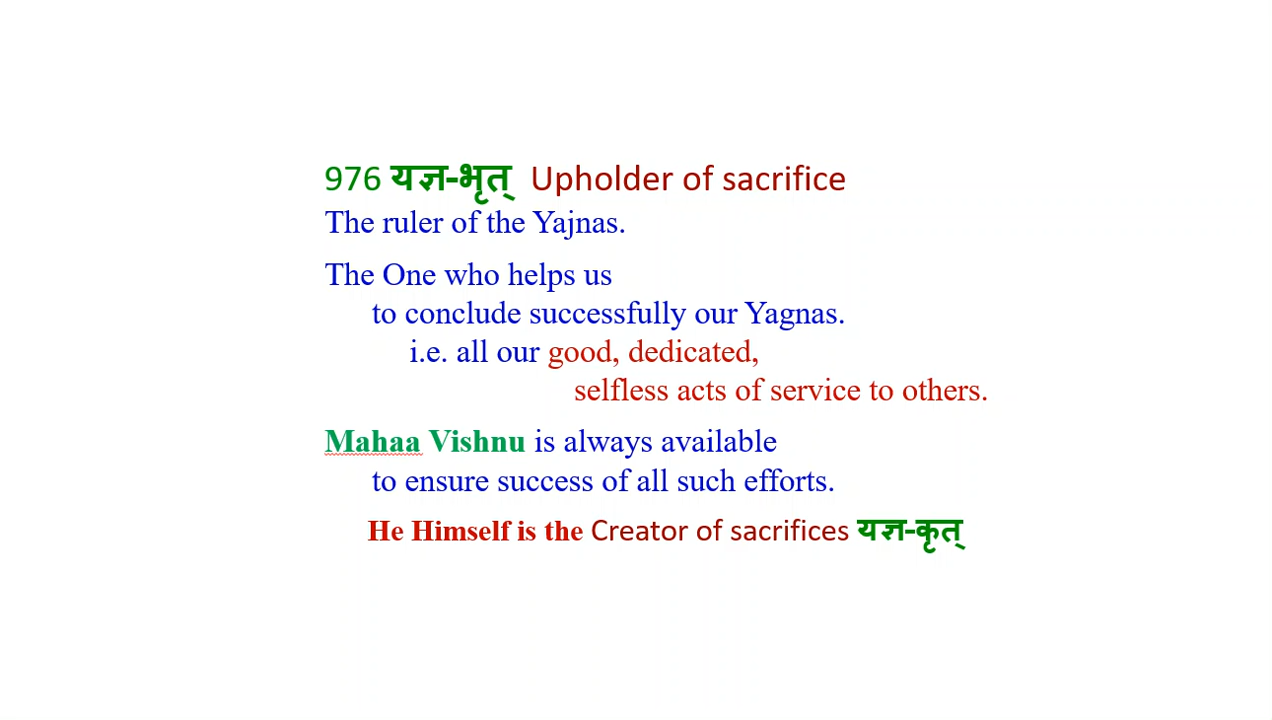 976 यज्ञ-भृत् Upholder of sacrifice
The ruler of the Yajnas.
The One who helps us
to conclude successfully our Yagnas.
i.e. all our good, dedicated,
selfless acts of service to others.
Mahaa Vishnu is always available
to ensure success of all such efforts.
He Himself is the Creator of sacrifices यज्ञ-कृत्